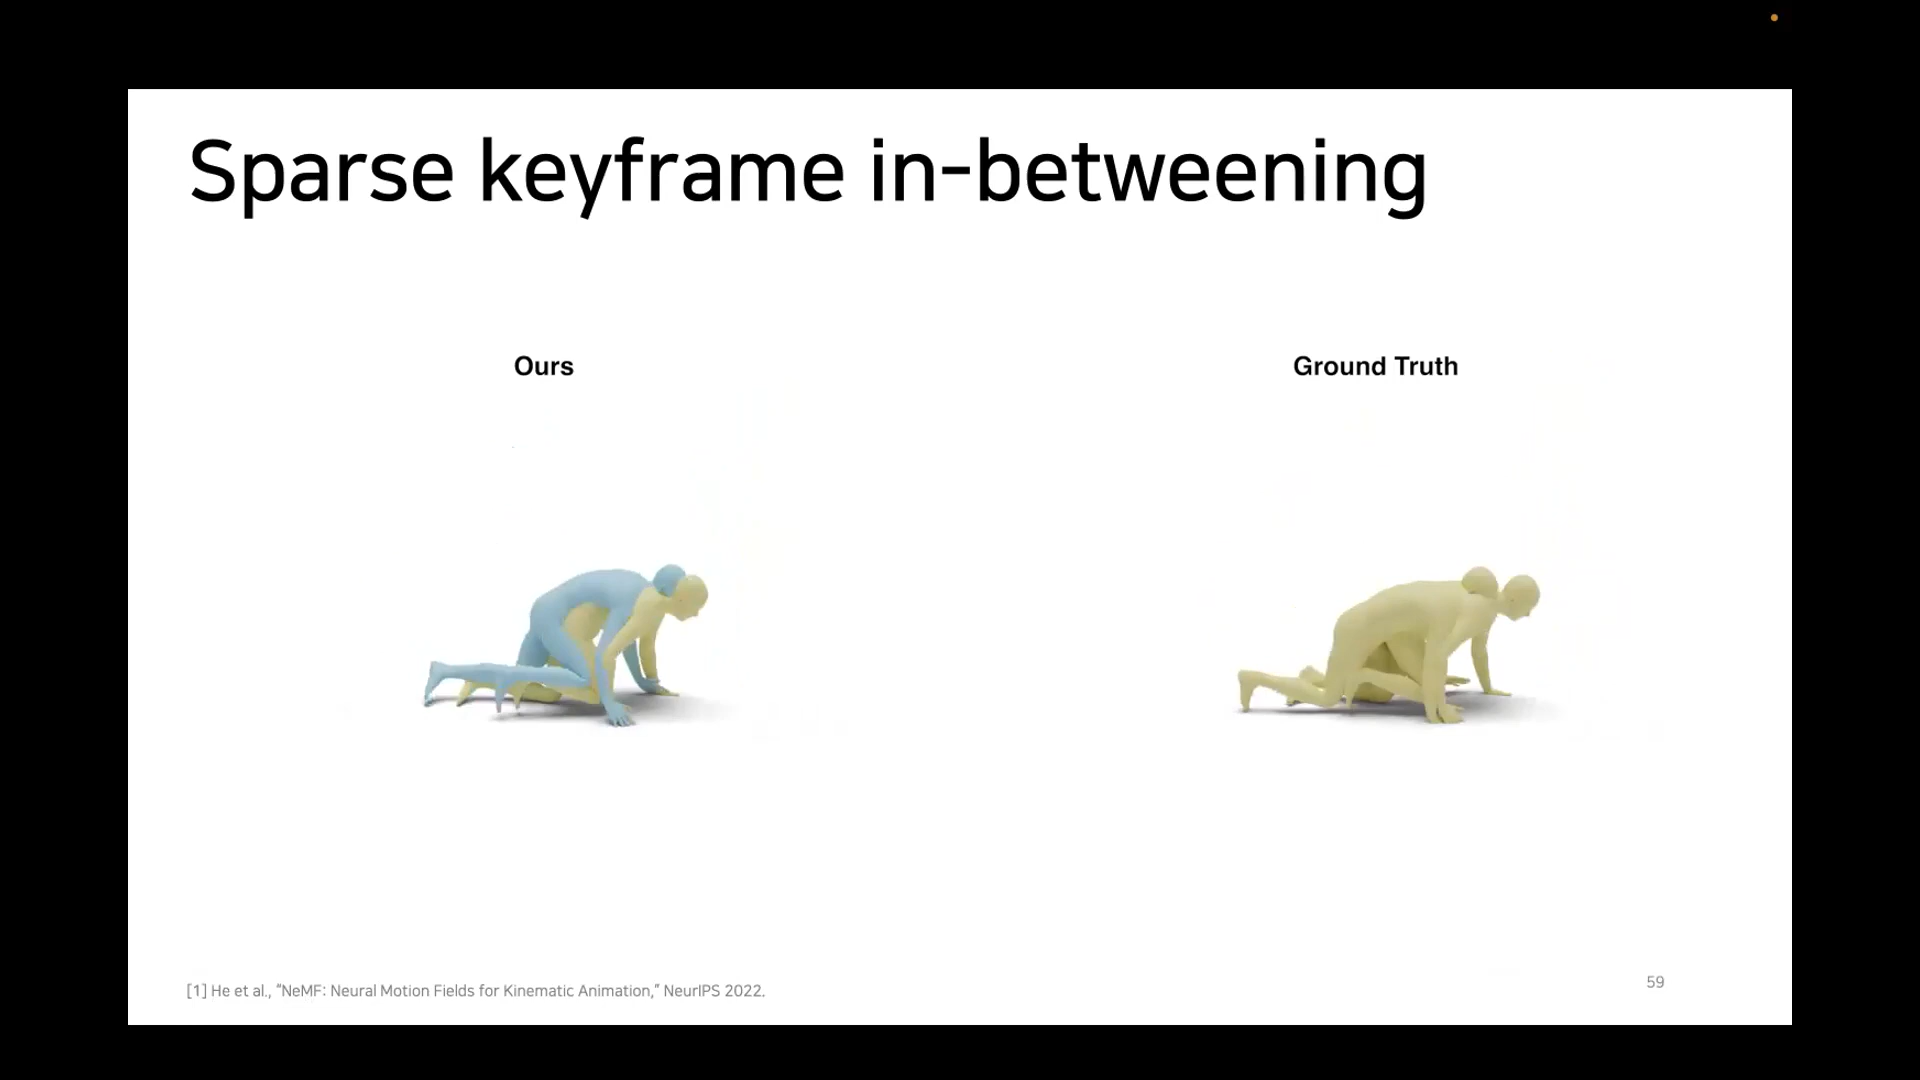 Sparse keyframe in-betweening
Ours
Ground Truth
[1] He et al., “NeMF: Neural Motion Fields for Kinematic Animation,” NeurIPS 2022.
59